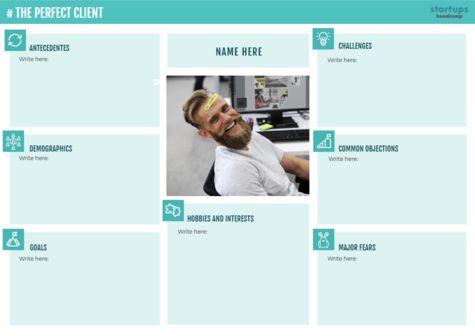 # THE PERFECT CLIENT
startups
ANTECEDENTES
Write here:
DEMOGRAPHICS
Write here:
GOALS
Write here:
NAME HERE
HOBBIES AND INTERESTS
Write here:
CHALLENGES
Write here:
COMMON OBJECTIONS
Write here:
MAJOR FEARS
Write here: